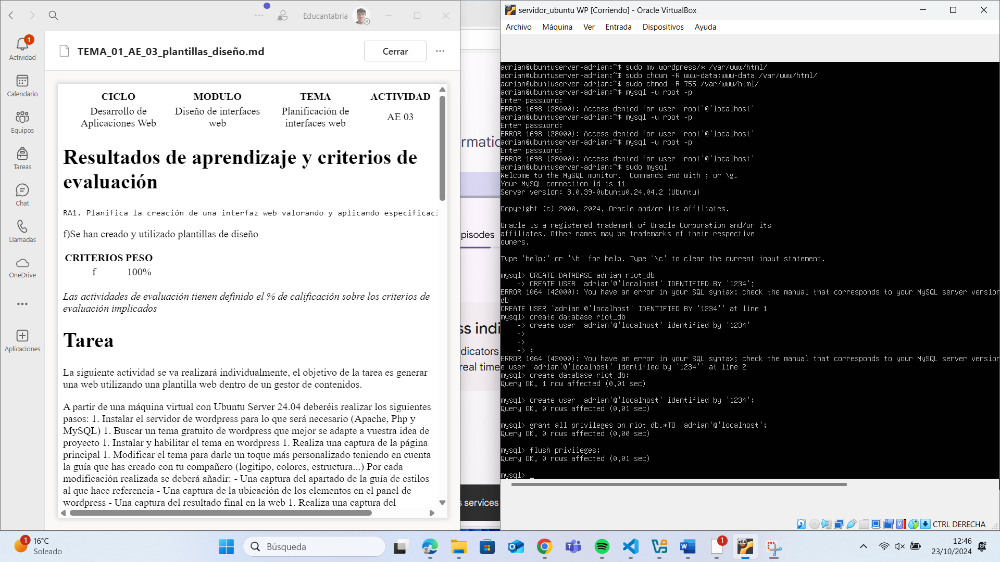 Educantabria
Actividad
1
Calendario
Equipos
Tareas
Chat
Llamadas
OneDrive
Aplicaciones
TEMA_01_AE_03_plantillas_diseño.md
Cerrar
CICLO MODULO TEMA ACTIVIDAD
Desarrollo de Aplicaciones Web Diseño de interfaces web Planificación de interfaces web AE 03
Resultados de aprendizaje y criterios de
evaluación
RA1. Planifica la creación de una interfaz web valorando y aplicando especificaci
f)Se han creado y utilizado plantillas de diseño
CRITERIOS PESO
f 100%
Las actividades de evaluación tienen definido el % de calificación sobre los criterios de
evaluación implicados
Tarea
La siguiente actividad se va realizará individualmente, el objetivo de la tarea es generar
una web utilizando una plantilla web dentro de un gestor de contenidos.
A partir de una máquina virtual con Ubuntu Server 24.04 deberéis realizar los siguientes
pasos: 1. Instalar el servidor de wordpress para lo que será necesario (Apache, Php y
MySQL) 1. Buscar un tema gratuito de wordpress que mejor se adapte a vuestra idea de
proyecto 1. Instalar y habilitar el tema en wordpress 1. Realiza una captura de la página
principal 1. Modificar el tema para darle un toque más personalizado teniendo en cuenta
la guía que has creado con tu compañero (logitipo, colores, estructura...) Por cada
modificación realizada se deberá añadir: - Una captura del apartado de la guía de estilos
al que hace referencia - Una captura de la ubicación de los elementos en el panel de
wordpress - Una captura del resultado final en la web 1. Realiza una captura del
rmatic
pisodes
ss indi
dicators
real time
s services
servidor_ubuntu WP [Corriendo] - Oracle VirtualBox
Archivo Máquina Ver Entrada Dispositivos Ayuda
adrian@ubuntuserver-adrian:~$ sudo mv wordpress/* /var/www/html/
adrian@ubuntuserver-adrian:~$ sudo chown -R www-data:www-data /var/www/html/
adrian@ubuntuserver-adrian:~$ sudo chmod -R 755 /var/www/html/
adrian@ubuntuserver-adrian:~$ mysql -u root -p
Enter password:
ERROR 1698 (28000): Access denied for user 'root'@'localhost'
adrian@ubuntuserver-adrian:~$ mysql -u root -p
Enter password:
ERROR 1698 (28000): Access denied for user 'root'@'localhost'
adrian@ubuntuserver-adrian:~$ mysql -u root -p
Enter password:
ERROR 1698 (28000): Access denied for user 'root'@'localhost'
adrian@ubuntuserver-adrian:~$ sudo mysql
Welcome to the MySQL monitor.  Commands end with ; or \g.
Your MySQL connection id is 11
Server version: 8.0.39-0ubuntu0.24.04.2 (Ubuntu)
Copyright (c) 2000, 2024, Oracle and/or its affiliates.
Oracle is a registered trademark of Oracle Corporation and/or its
affiliates. Other names may be trademarks of their respective
owners.
Type 'help;' or '\h' for help. Type '\c' to clear the current input statement.
mysql> CREATE DATABASE adrian riot_db
-> CREATE USER 'adrian'@'localhost' IDENTIFIED BY '1234';
ERROR 1064 (42000): You have an error in your SQL syntax; check the manual that corresponds to your MySQL server version
db
CREATE USER 'adrian'@'localhost' IDENTIFIED BY '1234'' at line 1
mysql> create database riot_db
-> create user 'adrian'@'localhost' identified by '1234'
->
->
-> ;
ERROR 1064 (42000): You have an error in your SQL syntax; check the manual that corresponds to your MySQL server version
e user 'adrian'@'localhost' identified by '1234'' at line 2
mysql> create database riot_db;
Query OK, 1 row affected (0,01 sec)
mysql> create user 'adrian'@'localhost' identified by '1234';
Query OK, 0 rows affected (0,01 sec)
mysql> grant all privileges on riot_db.*TO 'adrian'@'localhost';
Query OK, 0 rows affected (0,00 sec)
mysql> flush privileges;
Query OK, 0 rows affected (0,01 sec)
mysql> _
CTRL DERECHA
1
16°C
Soleado
Búsqueda
1
12:46
23/10/2024